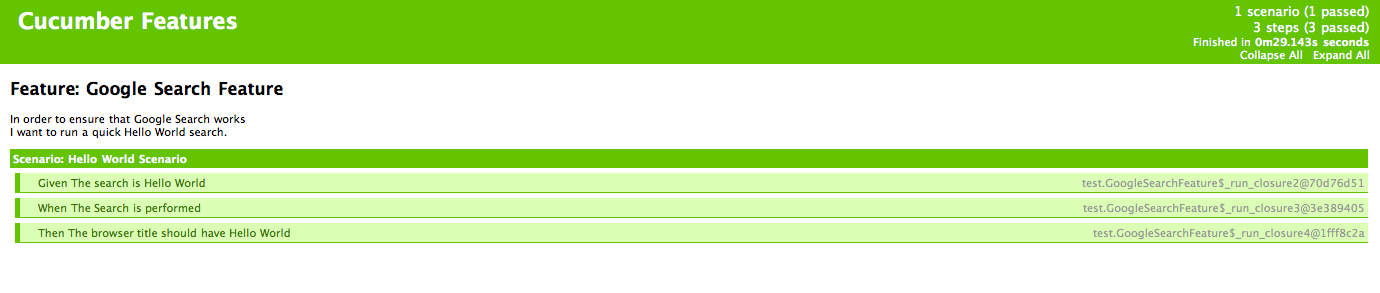 Cucumber Features
1 scenario (1 passed)
3 steps (3 passed)
Finished in 0m29.143s seconds
Collapse All Expand All
Feature: Google Search Feature
In order to ensure that Google Search works
I want to run a quick Hello World search.
Scenario: Hello World Scenario
Given The search is Hello World test.GoogleSearchFeature$_run_closure2@70d76d51
When The Search is performed test.GoogleSearchFeature$_run_closure3@3e389405
Then The browser title should have Hello World test.GoogleSearchFeature$_run_closure4@1fff8c2a